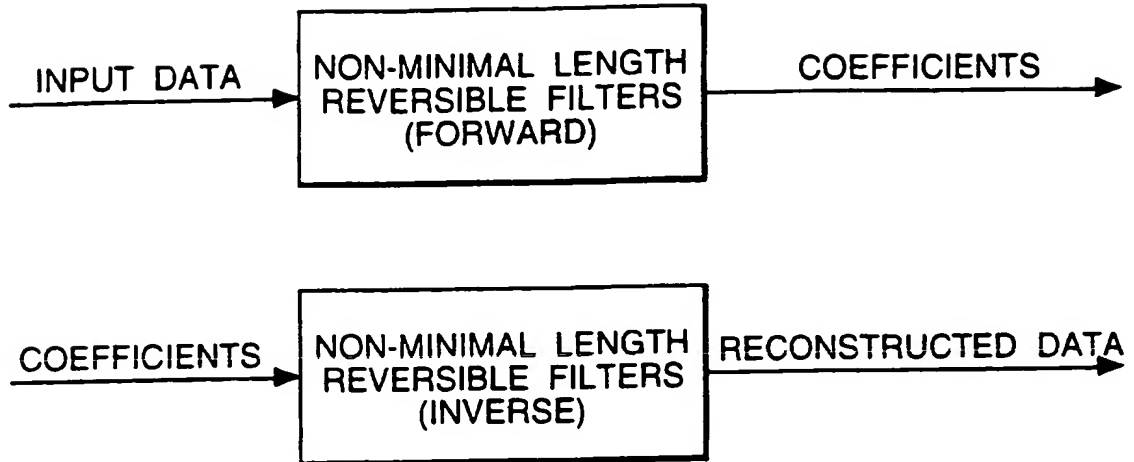 INPUT DATA
NON-MINIMAL LENGTH
REVERSIBLE FILTERS
(FORWARD)
COEFFICIENTS
COEFFICIENTS
NON-MINIMAL LENGTH
REVERSIBLE FILTERS
(INVERSE)
RECONSTRUCTED DATA